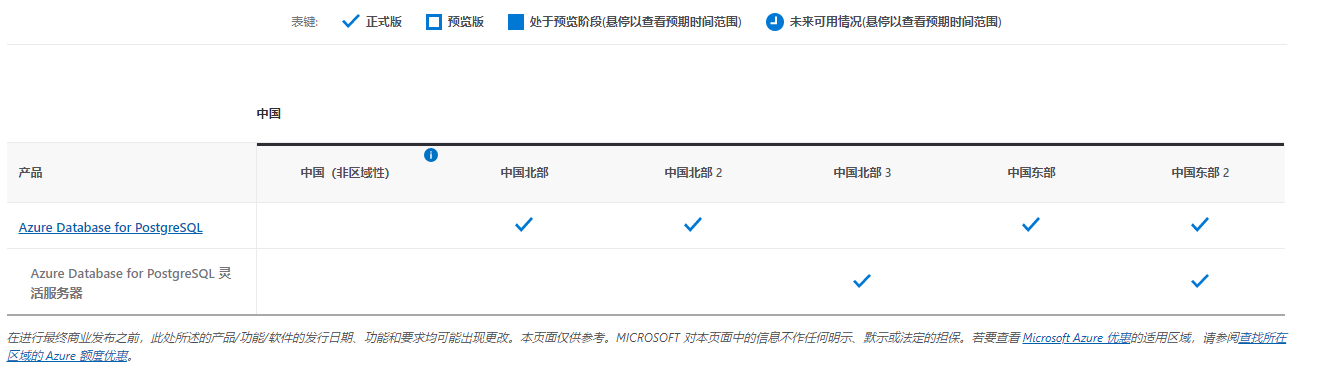 表键: 正式版 预览版 处于预览阶段(悬停以查看预期时间范围) 未来可用情况(悬停以查看预期时间范围)
中国
产品 中国（非区域性） 中国北部 中国北部 2 中国北部 3 中国东部 中国东部 2
Azure Database for PostgreSQL
Azure Database for PostgreSQL 灵
活服务器
在进行最终商业发布之前，此处所述的产品/功能/软件的发行日期、功能和要求均可能出现更改。本页面仅供参考。MICROSOFT 对本页面中的信息不作任何明示、默示或法定的担保。若要查看 Microsoft Azure 优惠的适用区域，请参阅查找所在
区域的 Azure 额度优惠。